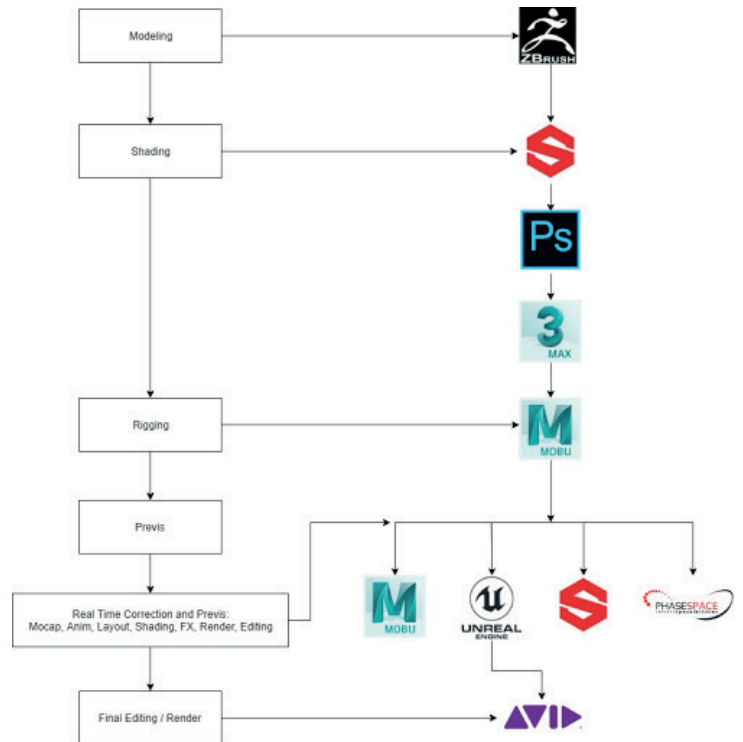 Modeling
ZBRUSH
Shading
Ps
3
MAX
Rigging
M
MOBU
Previs
Real Time Correction and Previs:
Mocap, Anim, Layout, Shading, FX, Render, Editing
M
MOBU
UNREAL
ENGINE
PHASESPACE
Final Editing / Render
AVID